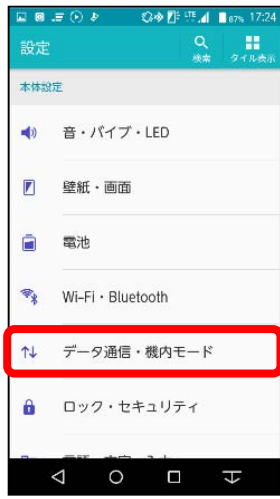 LTE 87% 17:24
設定
検索 タイル表示
本体設定
音・バイブ・LED
壁紙・画面
電池
Wi-Fi・Bluetooth
データ通信・機内モード
ロック・セキュリティ